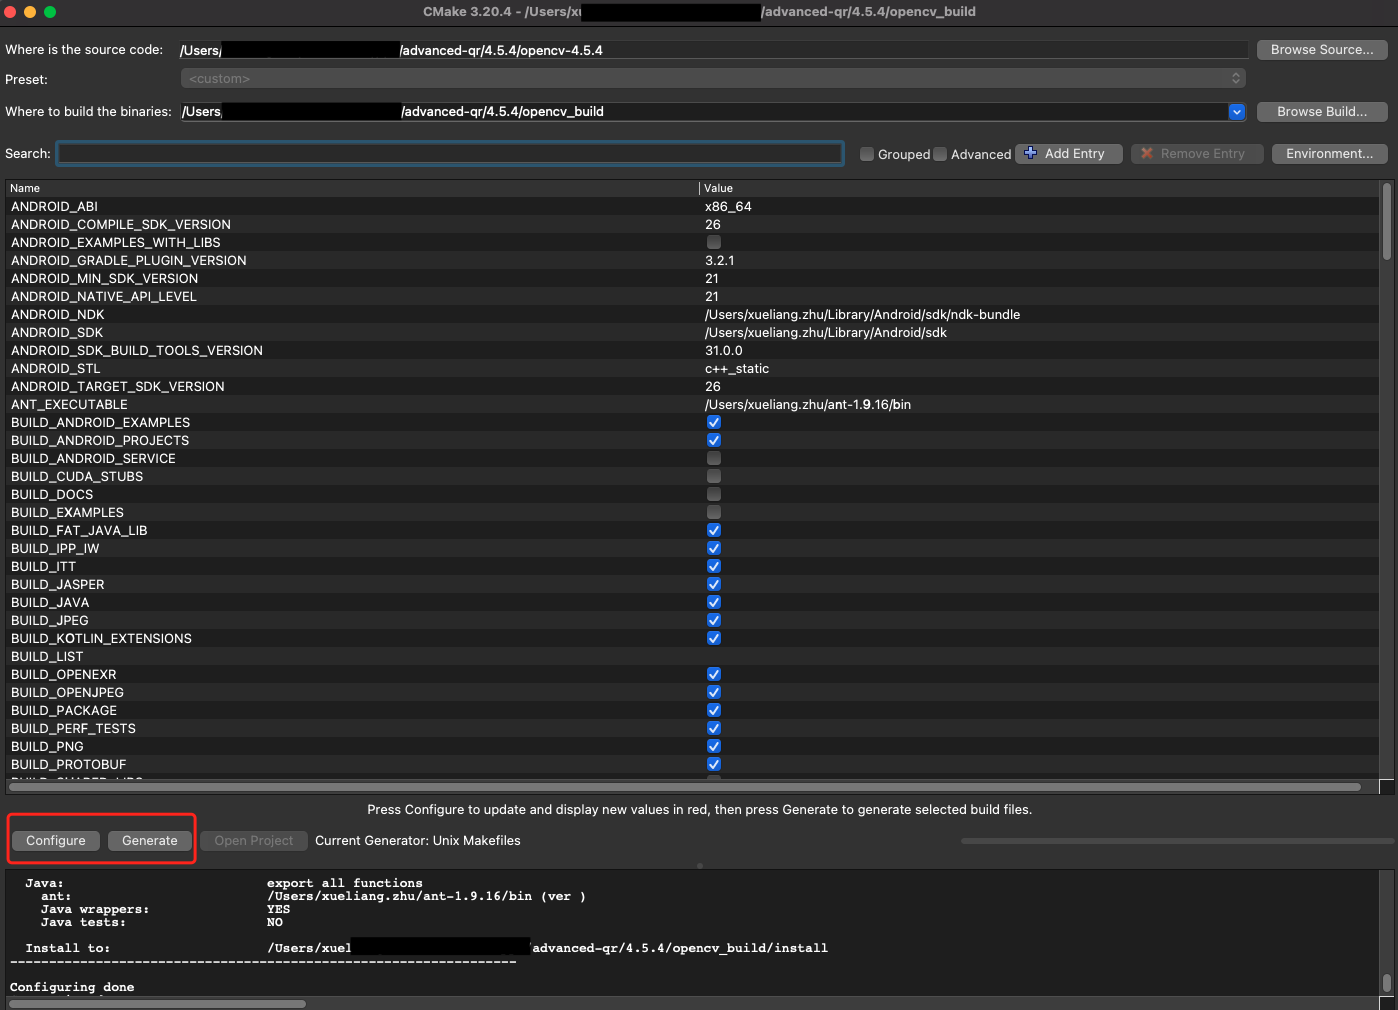 CMake 3.20.4 - /Users/x /advanced-qr/4.5.4/opencv_build
Where is the source code: /Users/ /advanced-qr/4.5.4/opencv-4.5.4 Browse Source...
Preset: <custom>
Where to build the binaries: /Users /advanced-qr/4.5.4/opencv_build Browse Build...
Search: Grouped Advanced Add Entry Remove Entry Environment...
Name Value
ANDROID_ABI x86_64
ANDROID_COMPILE_SDK_VERSION 26
ANDROID_EXAMPLES_WITH_LIBS
ANDROID_GRADLE_PLUGIN_VERSION 3.2.1
ANDROID_MIN_SDK_VERSION 21
ANDROID_NATIVE_API_LEVEL 21
ANDROID_NDK /Users/xueliang.zhu/Library/Android/sdk/ndk-bundle
ANDROID_SDK /Users/xueliang.zhu/Library/Android/sdk
ANDROID_SDK_BUILD_TOOLS_VERSION 31.0.0
ANDROID_STL c++_static
ANDROID_TARGET_SDK_VERSION 26
ANT_EXECUTABLE /Users/xueliang.zhu/ant-1.9.16/bin
BUILD_ANDROID_EXAMPLES
BUILD_ANDROID_PROJECTS
BUILD_ANDROID_SERVICE
BUILD_CUDA_STUBS
BUILD_DOCS
BUILD_EXAMPLES
BUILD_FAT_JAVA_LIB
BUILD_IPP_IW
BUILD_ITT
BUILD_JASPER
BUILD_JAVA
BUILD_JPEG
BUILD_KOTLIN_EXTENSIONS
BUILD_LIST
BUILD_OPENEXR
BUILD_OPENJPEG
BUILD_PACKAGE
BUILD_PERF_TESTS
BUILD_PNG
BUILD_PROTOBUF
Press Configure to update and display new values in red, then press Generate to generate selected build files.
Configure Generate Open Project Current Generator: Unix Makefiles
Java: export all functions
ant: /Users/xueliang.zhu/ant-1.9.16/bin (ver )
Java wrappers: YES
Java tests: NO
Install to: /Users/xuel advanced-qr/4.5.4/opencv_build/install
-----------------------------------------------------------------
Configuring done